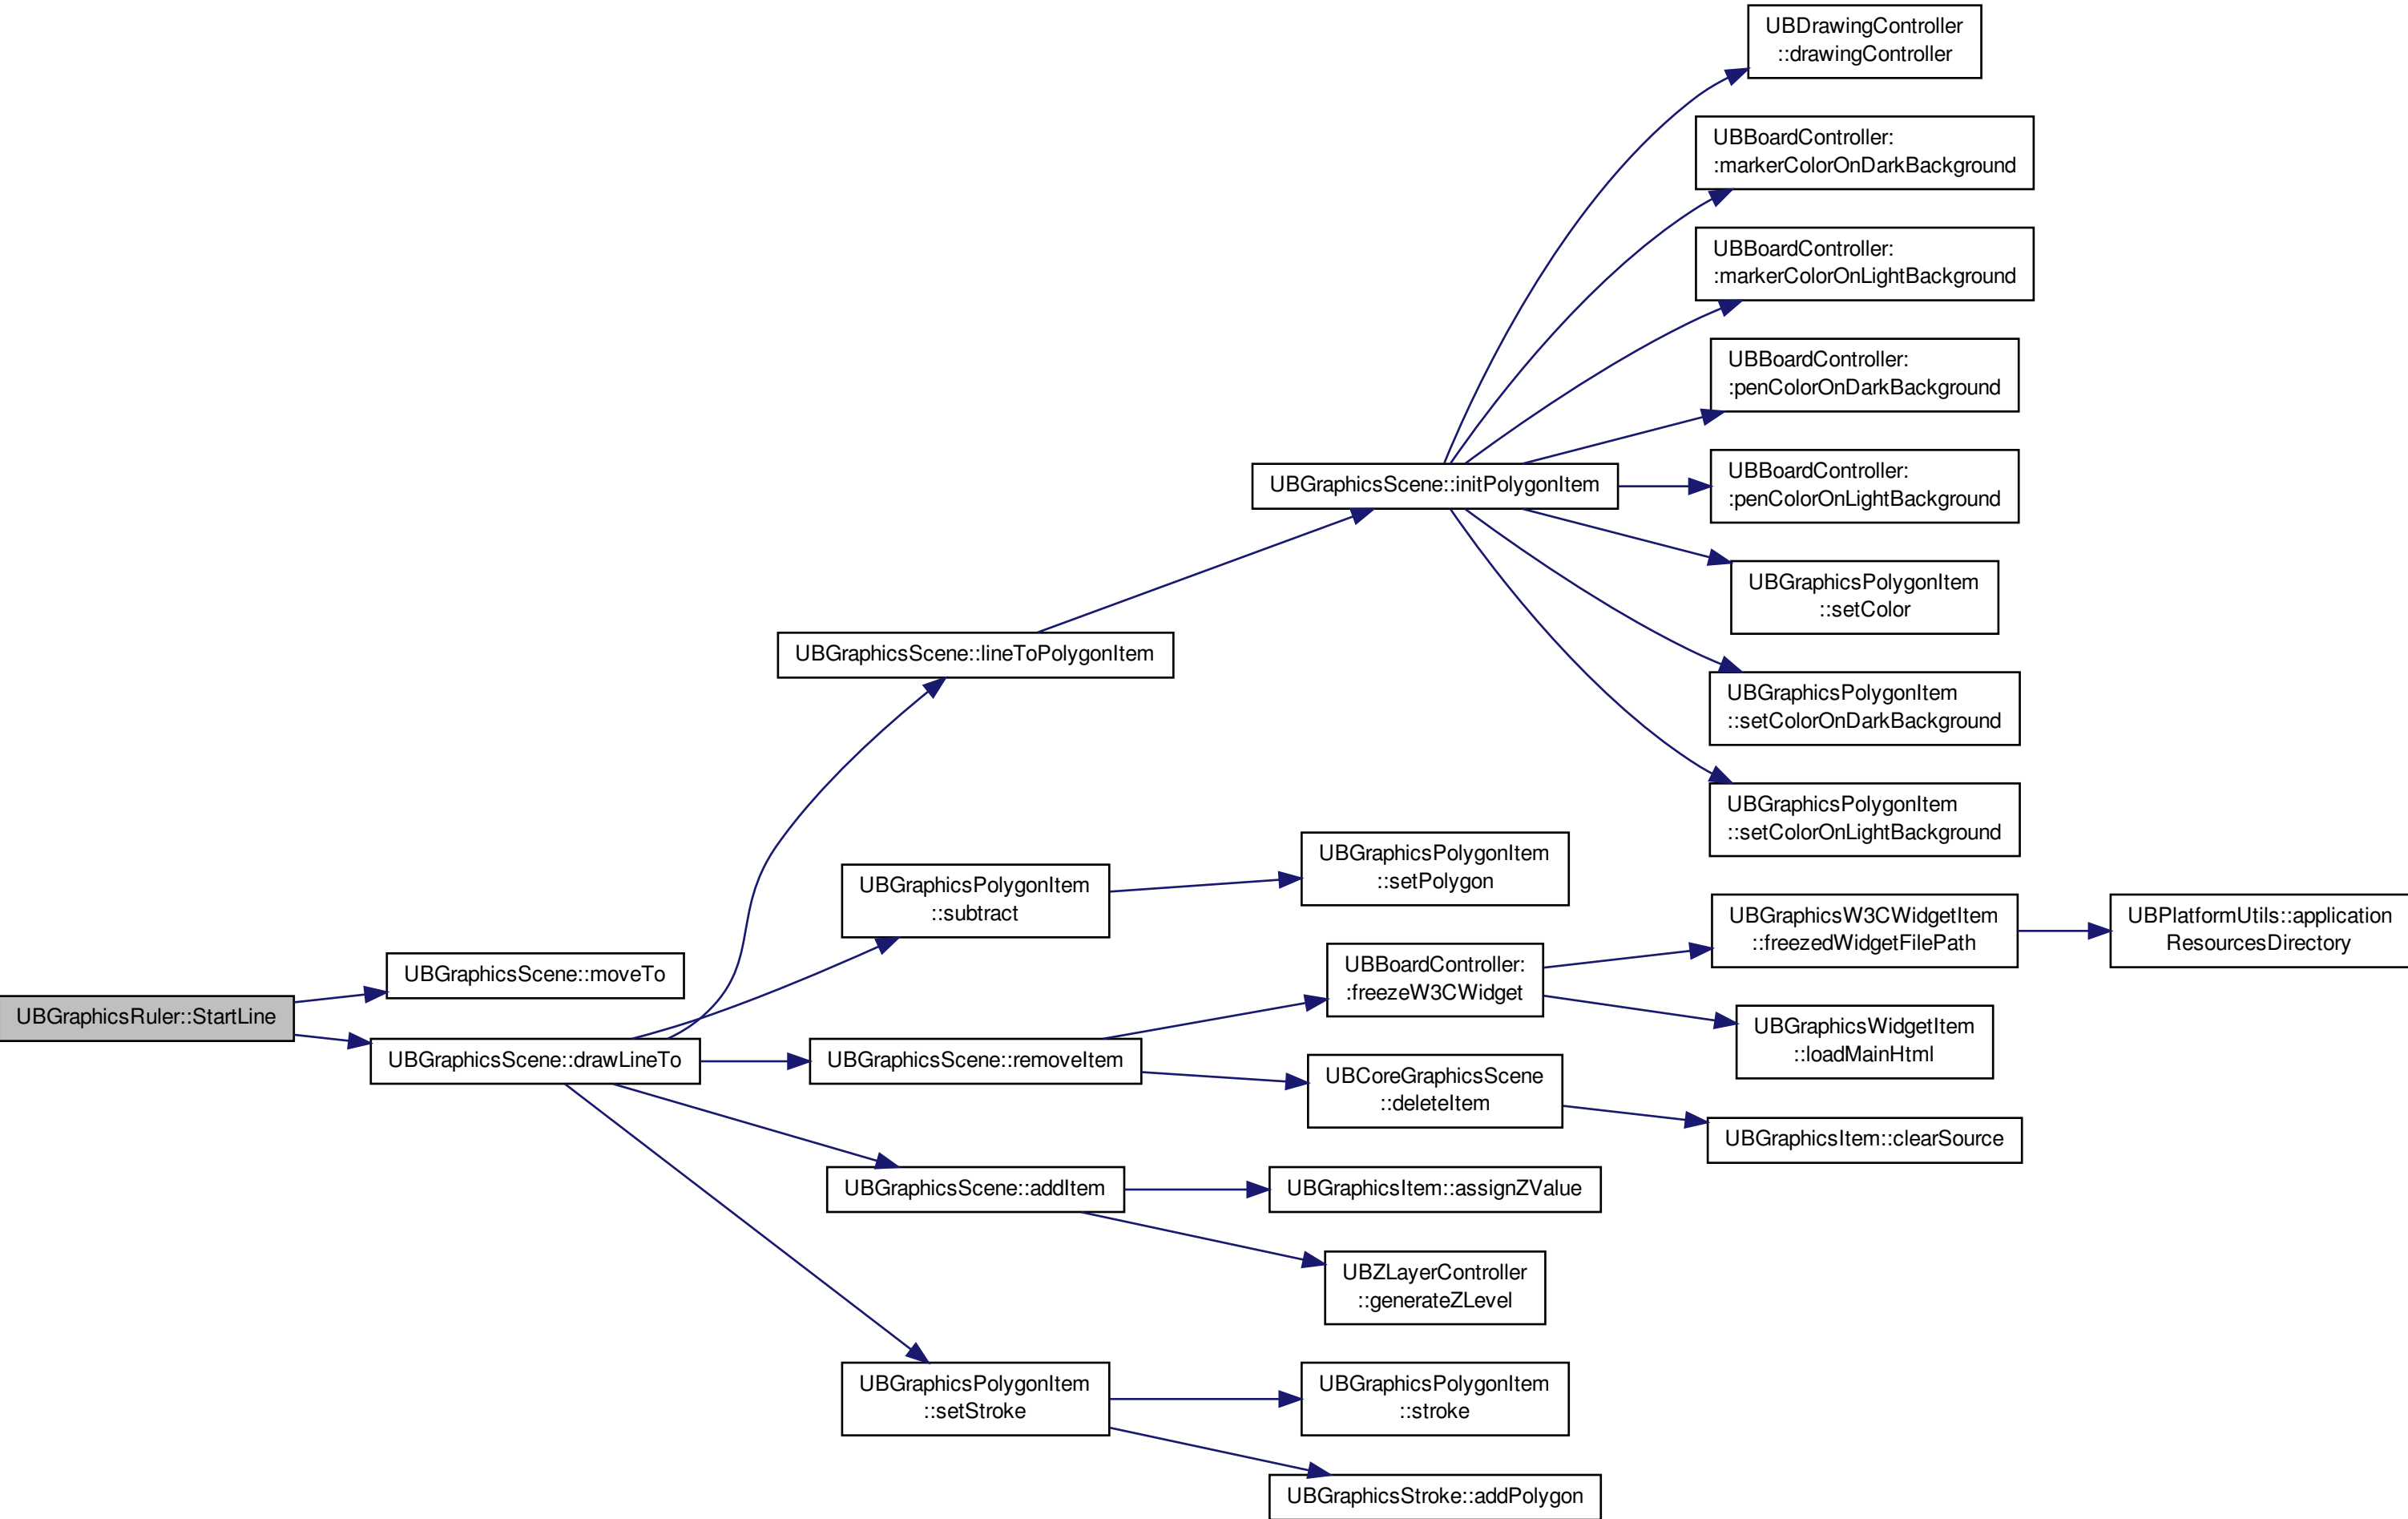 UBDrawingController
::drawingController
UBBoardController:
:markerColorOnDarkBackground
UBBoardController:
:markerColorOnLightBackground
UBBoardController:
:penColorOnDarkBackground
UBGraphicsScene::initPolygonItem
UBBoardController:
:penColorOnLightBackground
UBGraphicsPolygonItem
::setColor
UBGraphicsScene::lineToPolygonItem
UBGraphicsPolygonItem
::setColorOnDarkBackground
UBGraphicsPolygonItem
::setColorOnLightBackground
UBGraphicsPolygonItem
::setPolygon
UBGraphicsPolygonItem
::subtract
UBGraphicsW3CWidgetItem
::freezedWidgetFilePath
UBPlatformUtils::application
ResourcesDirectory
UBGraphicsScene::moveTo
UBBoardController:
:freezeW3CWidget
UBGraphicsRuler::StartLine
UBGraphicsWidgetItem
::loadMainHtml
UBGraphicsScene::drawLineTo
UBGraphicsScene::removeItem
UBCoreGraphicsScene
::deleteItem
UBGraphicsItem::clearSource
UBGraphicsScene::addItem
UBGraphicsItem::assignZValue
UBZLayerController
::generateZLevel
UBGraphicsPolygonItem
::setStroke
UBGraphicsPolygonItem
::stroke
UBGraphicsStroke::addPolygon